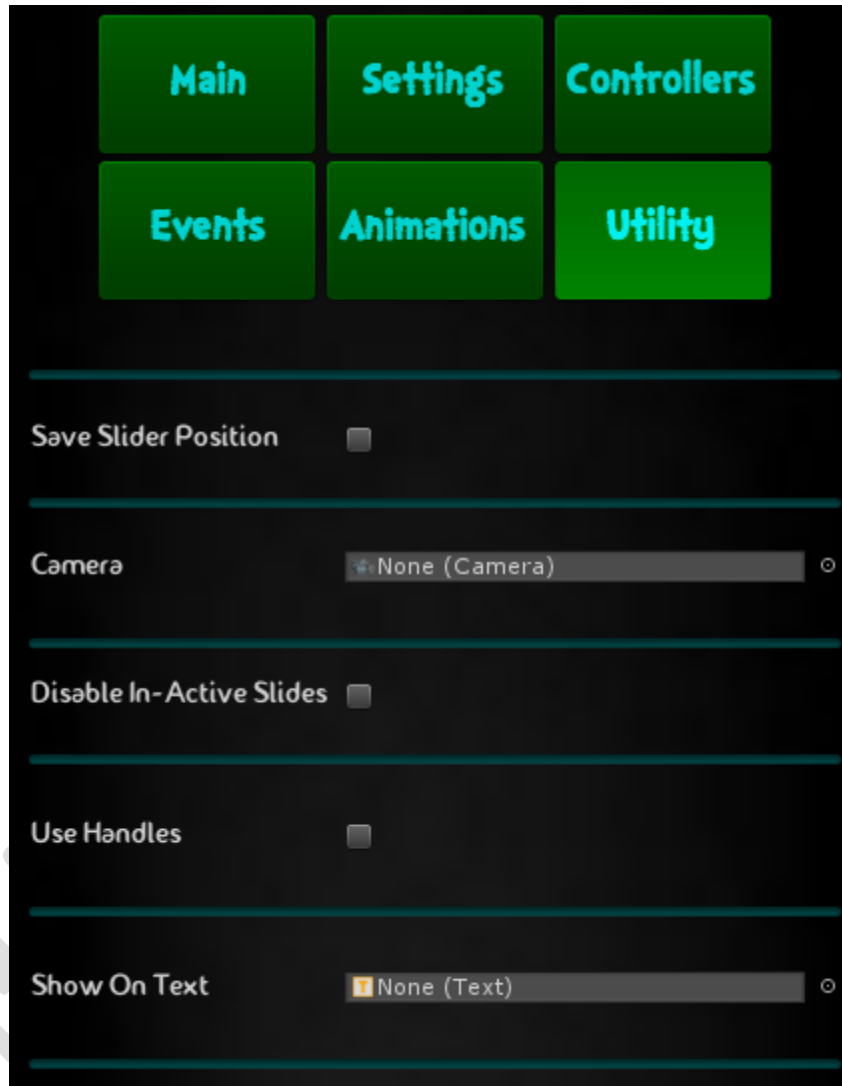 Main Settings Controllers
Events Animations Utility
Save Slider Position
Camera None (Camera)
Disable In-Active Slides
Use Handles
Show On Text None (Text)